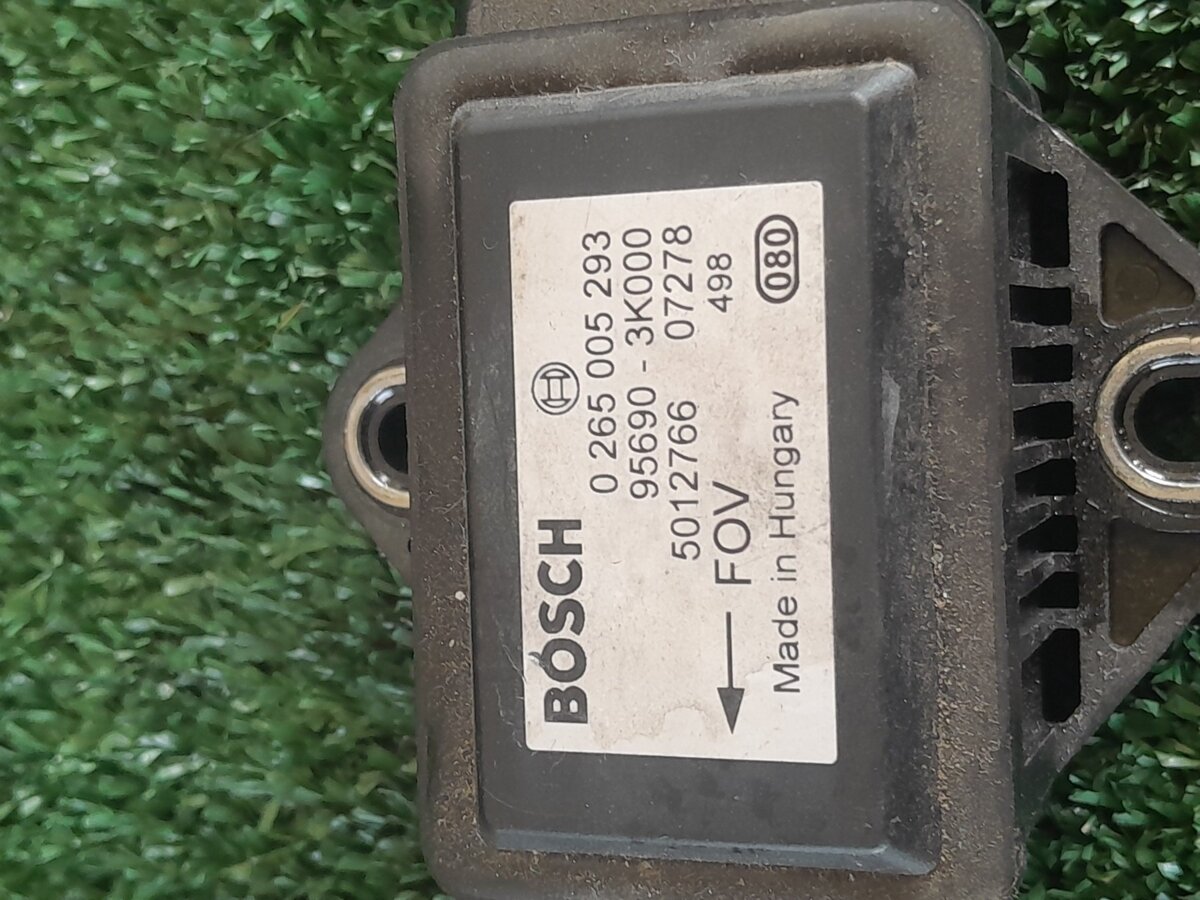 BOSCH
0 265 005 293
95690 - 3K000
5012766 07278
FOV 498
Made in Hungary 080